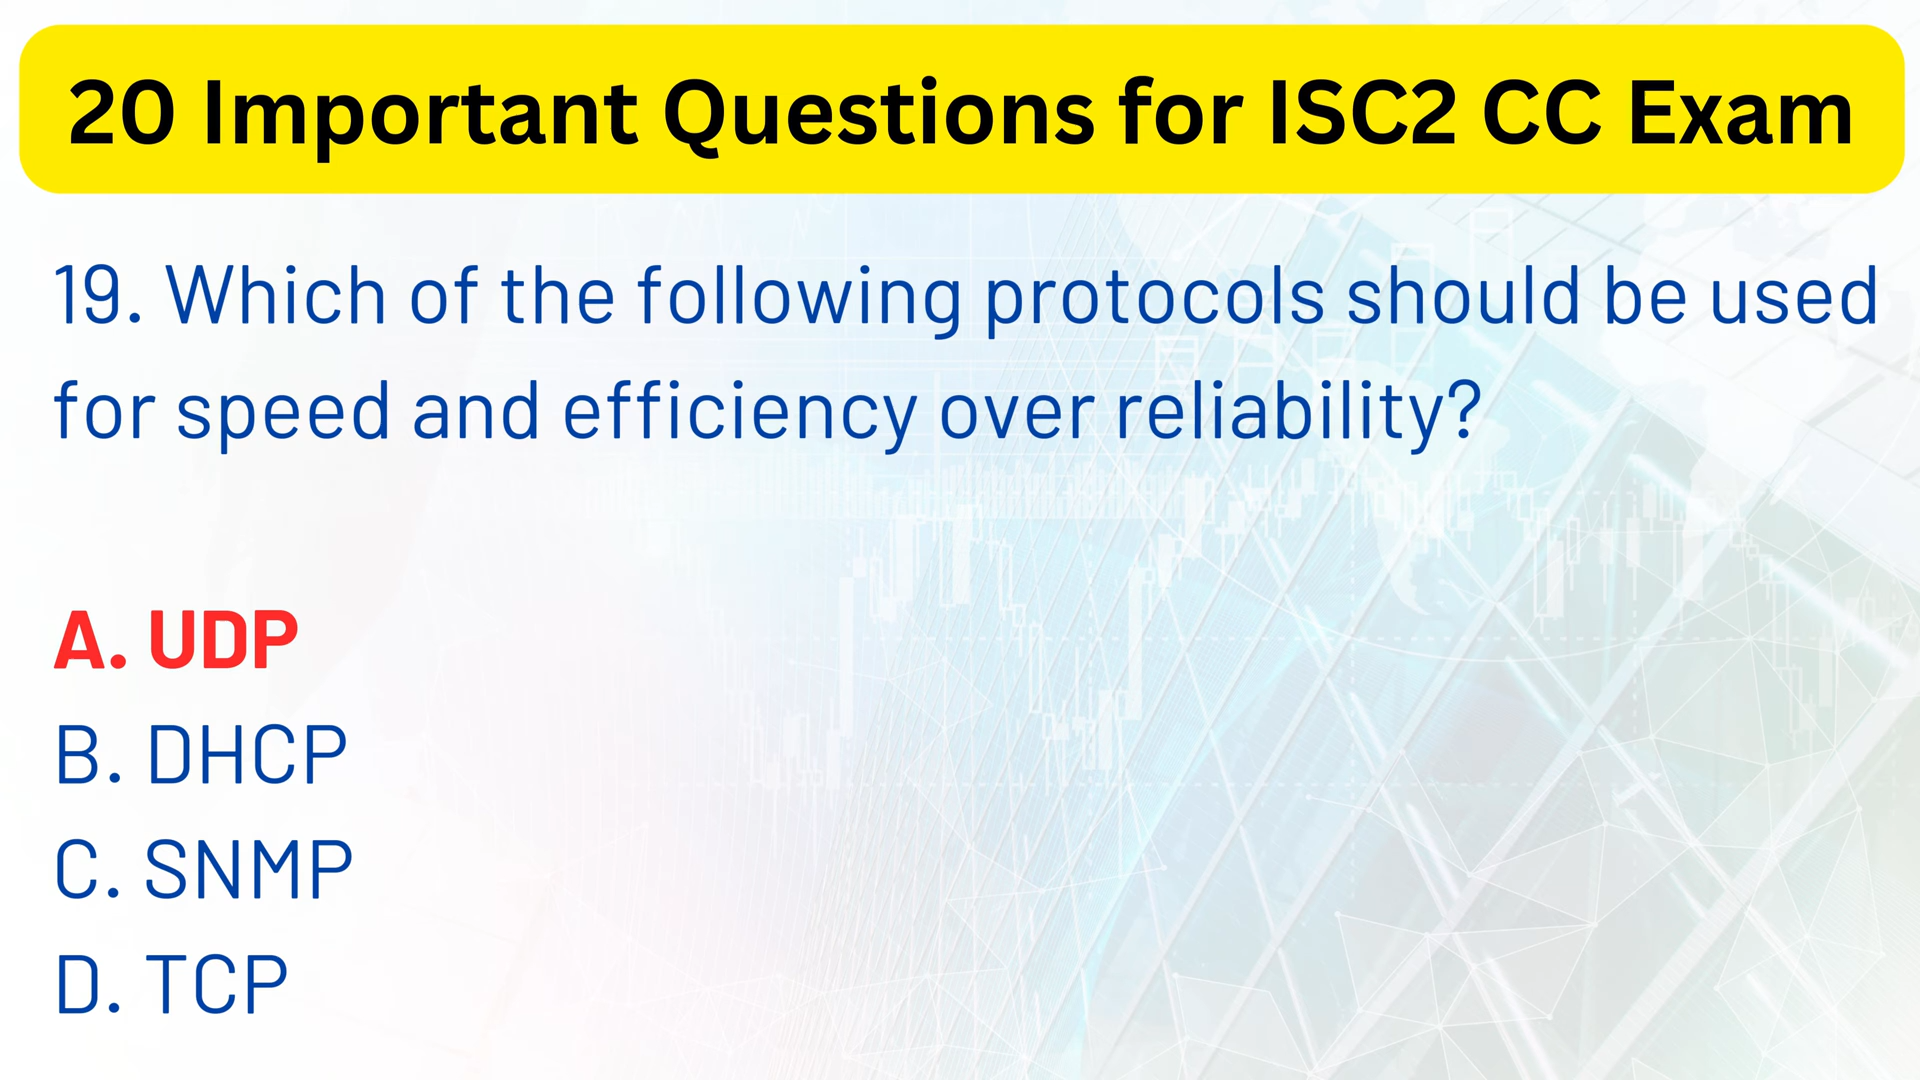 20 Important Questions for ISC2 CC Exam
19. Which of the following protocols should be used
for speed and efficiency over reliability?
A. UDP
B. DHCP
C. SNMP
D. TCP